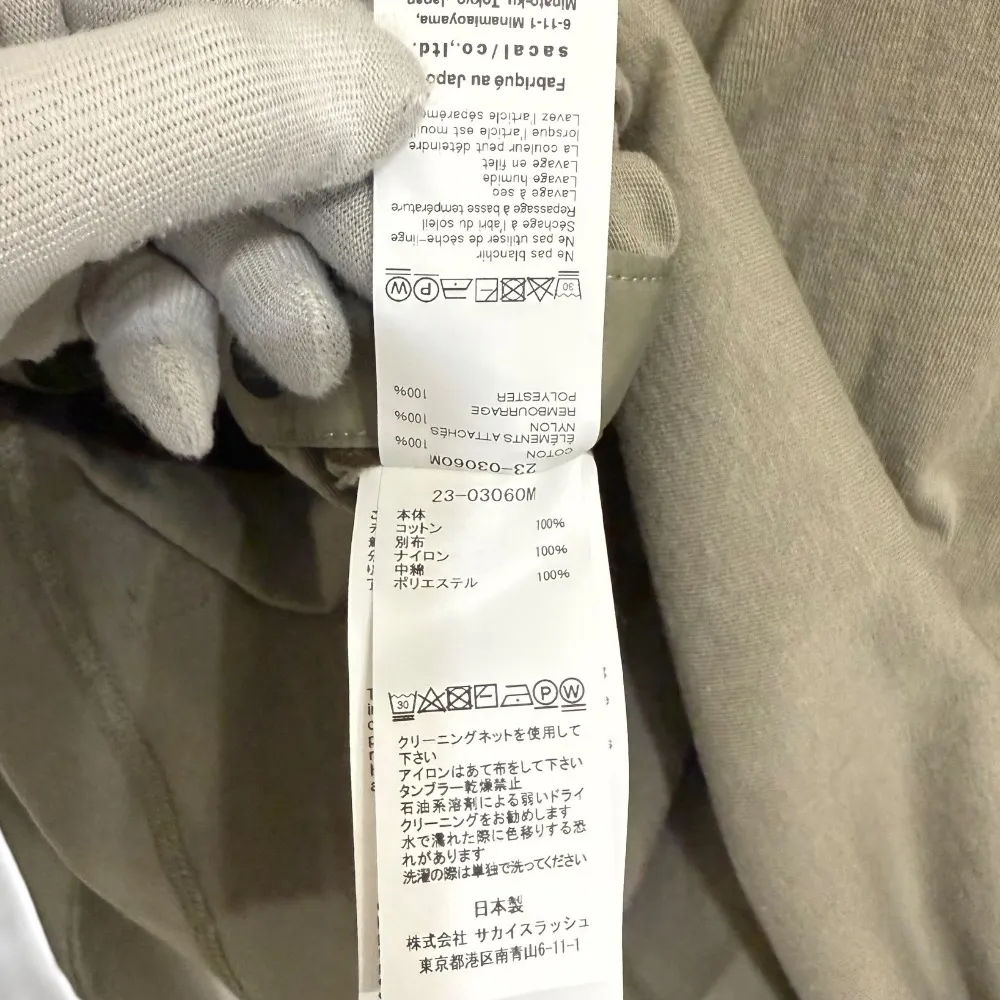 23-03060M
COTON 100%
ÉLÉMENTS ATTACHÉS
NYLON 100%
REMBOURRAGE
POLYESTER 100%
30 P W
Ne pas blanchir
Ne pas utiliser de sèche-linge
Séchage à l'abri du soleil
Repassage à basse température
Lavage à sec
Lavage humide
Lavage en filet
La couleur peut déteindre
lorsque l'article est mouil
Lavez l'article séparéme
Fabriqué au Japo
sacai/co.,ltd.
6-11-1 Minamiaoyama,
Minato-ku, Tokyo, Japan
23-03060M
本体
コットン 100%
別布
ナイロン 100%
中綿
ポリエステル 100%
30 P W
クリーニングネットを使用して
下さい
アイロンはあて布をして下さい
タンブラー乾燥禁止
石油系溶剤による弱いドライ
クリーニングをお勧めします
水で濡れた際に色移りする恐
れがあります
洗濯の際は単独で洗ってください
日本製
株式会社 サカイスラッシュ
東京都港区南青山6-11-1